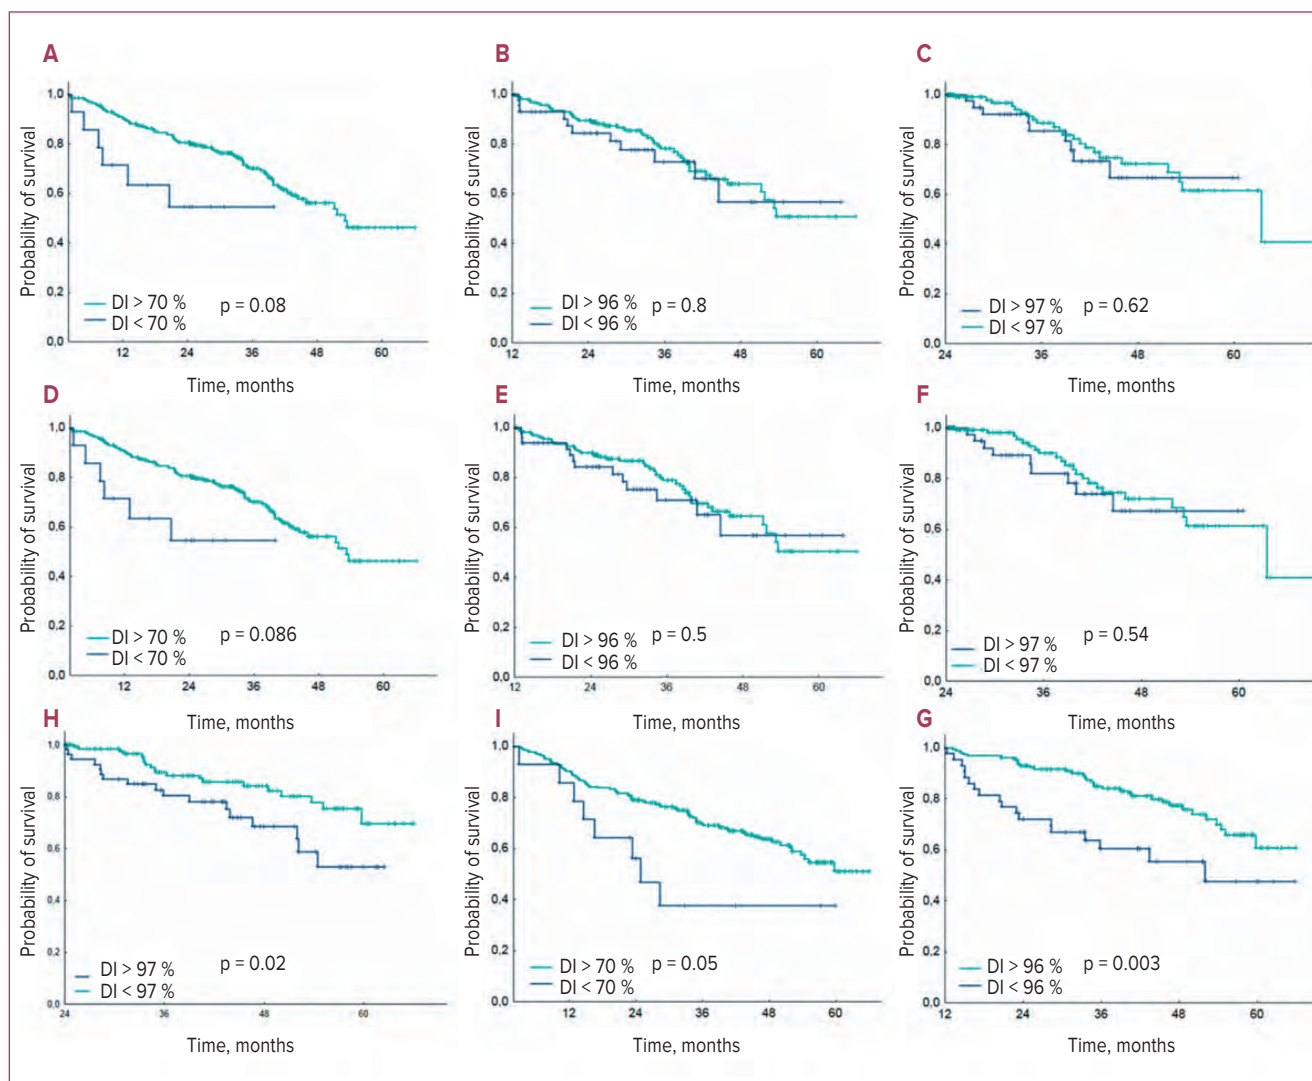 A
Probability of survival
1,0
0,8
0,6
0,4
0,2
0,0
DI > 70 % p = 0.08
DI < 70 %
12 24 36 48 60
Time, months
B
Probability of survival
1,0
0,8
0,6
0,4
0,2
0,0
DI > 96 % p = 0.8
DI < 96 %
12 24 36 48 60
Time, months
C
Probability of survival
1,0
0,8
0,6
0,4
0,2
0,0
DI > 97 % p = 0.62
DI < 97 %
24 36 48 60
Time, months
D
Probability of survival
1,0
0,8
0,6
0,4
0,2
0,0
DI > 70 % p = 0.086
DI < 70 %
12 24 36 48 60
Time, months
E
Probability of survival
1,0
0,8
0,6
0,4
0,2
0,0
DI > 96 % p = 0.5
DI < 96 %
12 24 36 48 60
Time, months
F
Probability of survival
1,0
0,8
0,6
0,4
0,2
0,0
DI > 97 % p = 0.54
DI < 97 %
24 36 48 60
Time, months
H
Probability of survival
1,0
0,8
0,6
0,4
0,2
0,0
DI > 97 % p = 0.02
DI < 97 %
24 36 48 60
Time, months
I
Probability of survival
1,0
0,8
0,6
0,4
0,2
0,0
DI > 70 % p = 0.05
DI < 70 %
12 24 36 48 60
Time, months
G
Probability of survival
1,0
0,8
0,6
0,4
0,2
0,0
DI > 96 % p = 0.003
DI < 96 %
12 24 36 48 60
Time, months